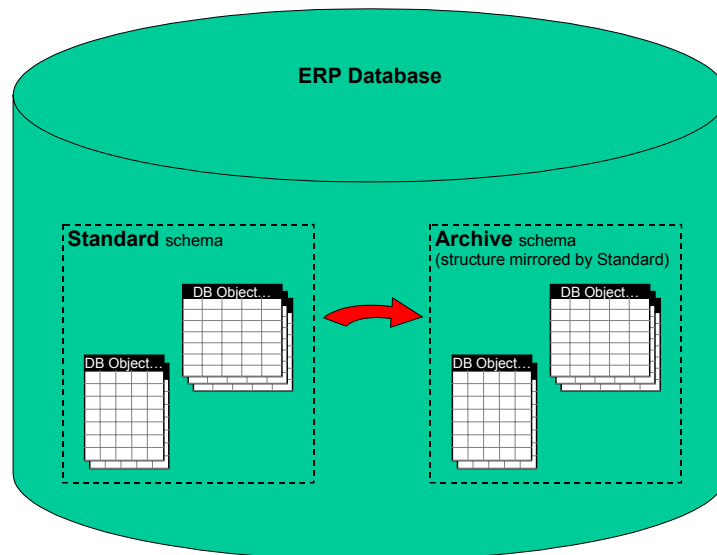 ERP Database
Standard schema
DB Object…
DB Object…
Archive schema
(structure mirrored by Standard)
DB Object…
DB Object…